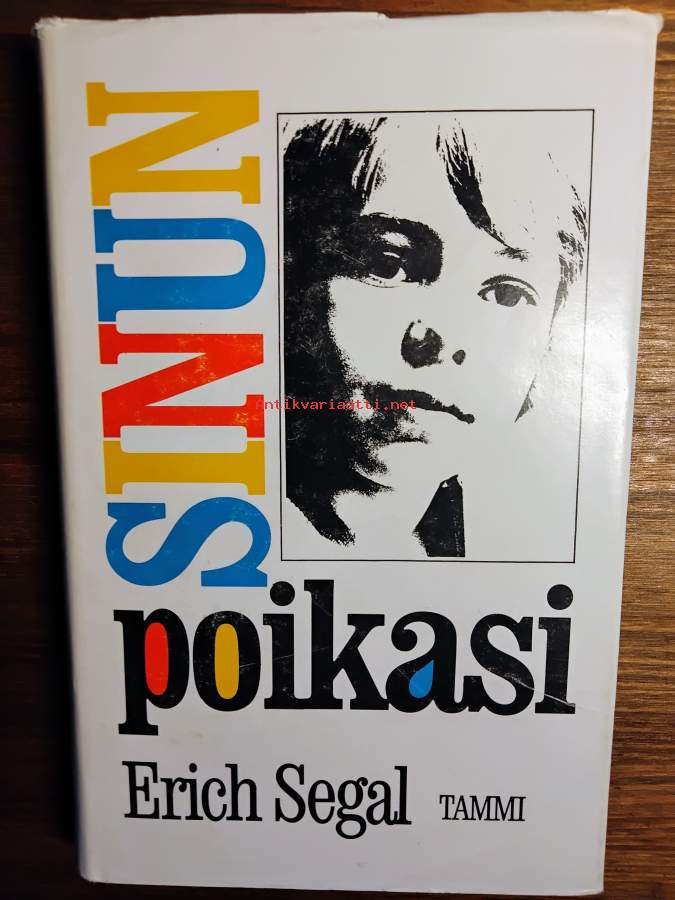 SINUN
poikasi
Erich Segal TAMMI
antikvariaatti.net